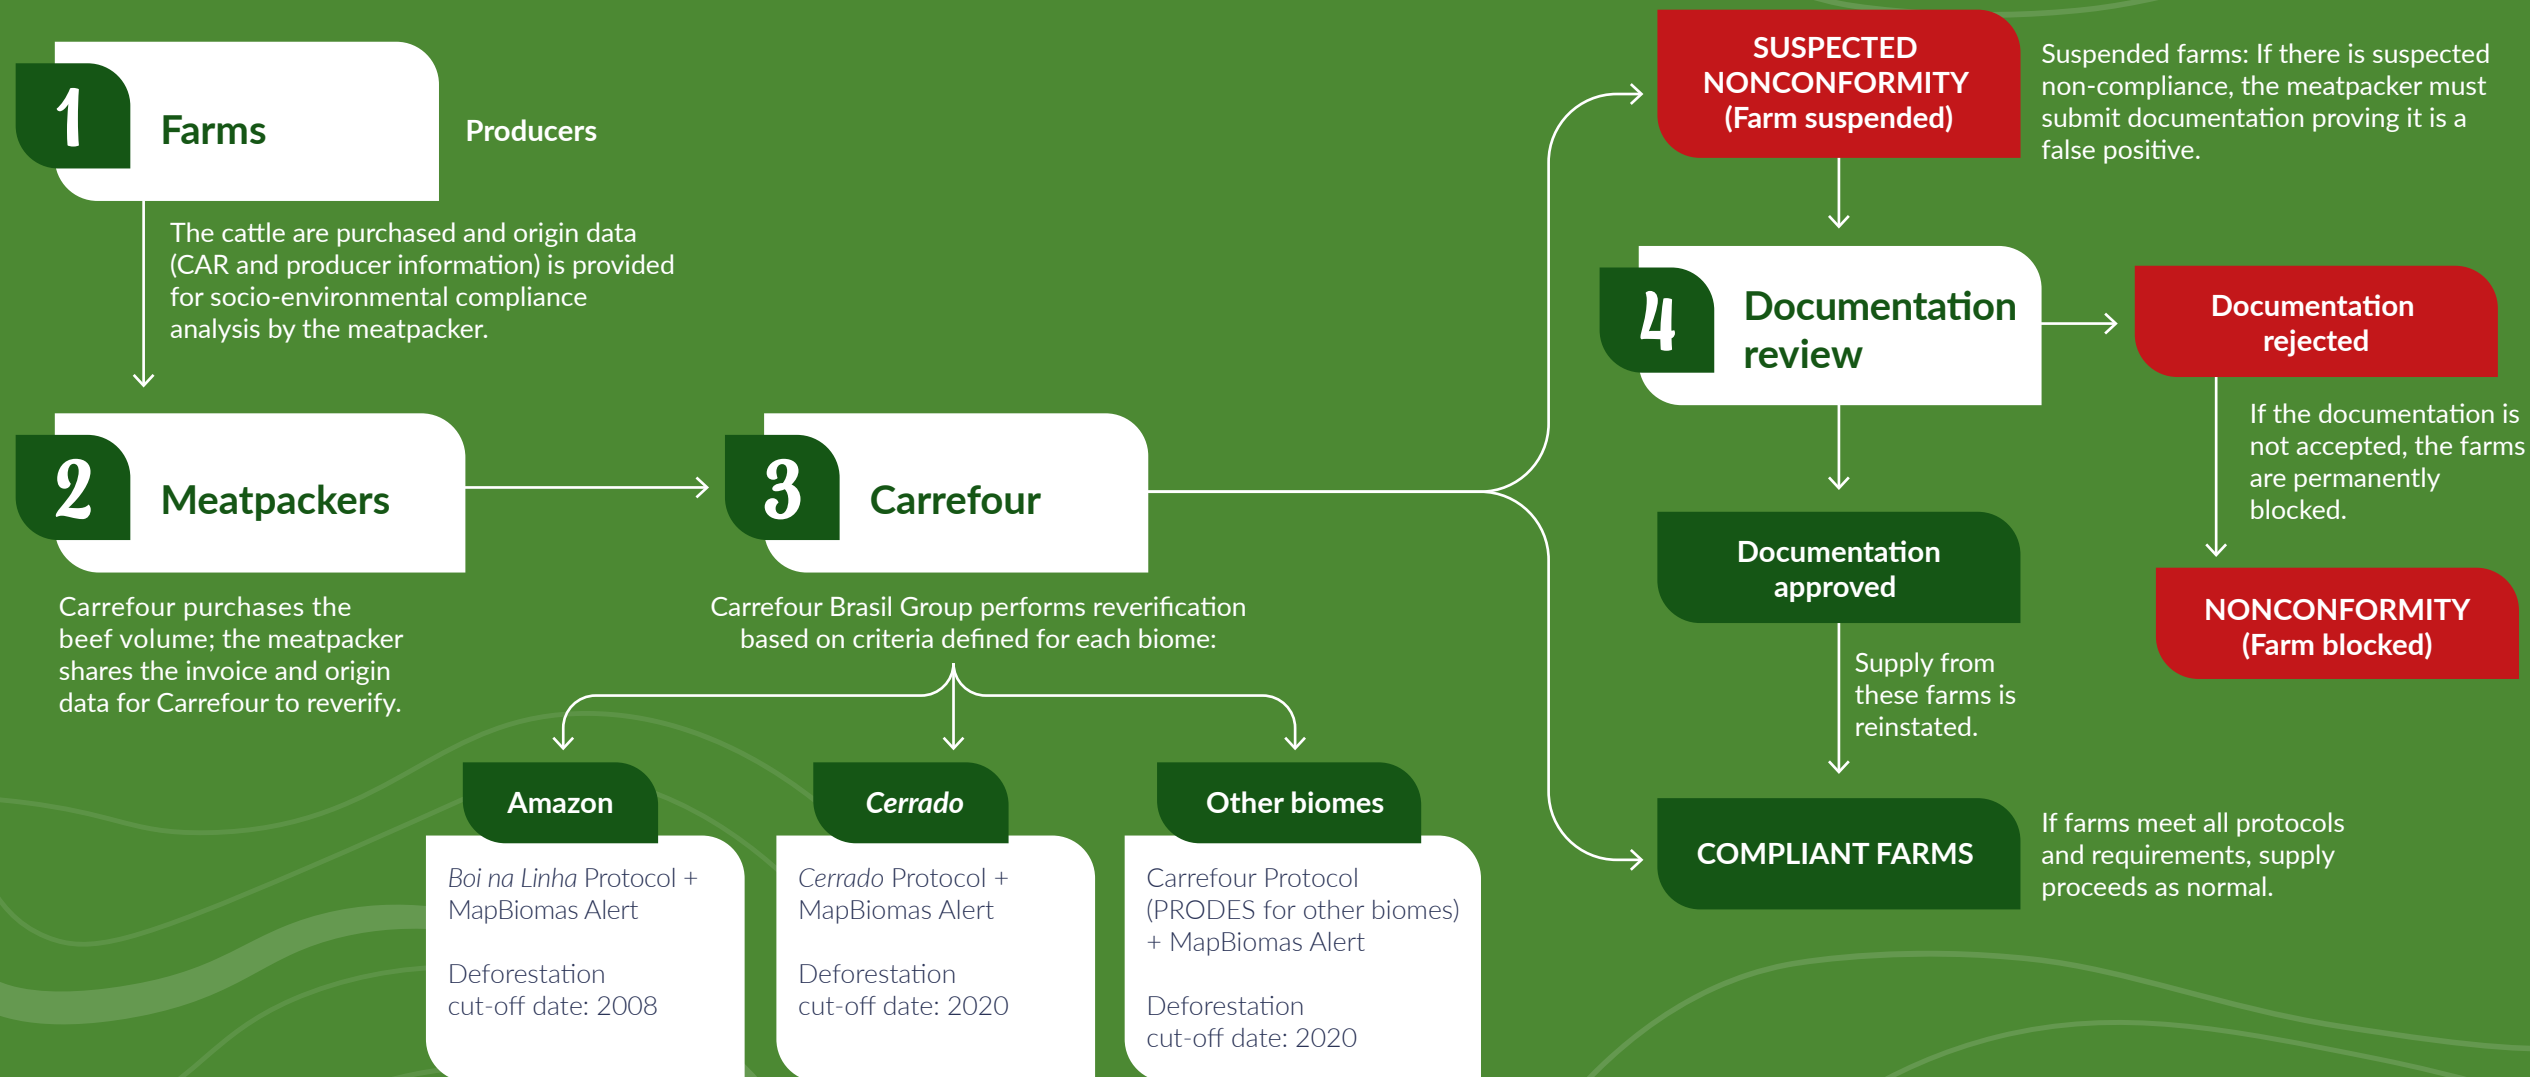 1
Farms
Producers
The cattle are purchased and origin data
(CAR and producer information) is provided
for socio-environmental compliance
analysis by the meatpacker.
2
Meatpackers
Carrefour purchases the
beef volume; the meatpacker
shares the invoice and origin
data for Carrefour to reverify.
3
Carrefour
Carrefour Brasil Group performs reverification
based on criteria defined for each biome:
Amazon
Boi na Linha Protocol +
MapBiomas Alert
Deforestation
cut-off date: 2008
Cerrado
Cerrado Protocol +
MapBiomas Alert
Deforestation
cut-off date: 2020
Other biomes
Carrefour Protocol
(PRODES for other biomes)
+ MapBiomas Alert
Deforestation
cut-off date: 2020
SUSPECTED
NONCONFORMITY
(Farm suspended)
Suspended farms: If there is suspected
non-compliance, the meatpacker must
submit documentation proving it is a
false positive.
4
Documentation
review
Documentation
rejected
If the documentation is
not accepted, the farms
are permanently
blocked.
NONCONFORMITY
(Farm blocked)
Documentation
approved
Supply from
these farms is
reinstated.
COMPLIANT FARMS
If farms meet all protocols
and requirements, supply
proceeds as normal.